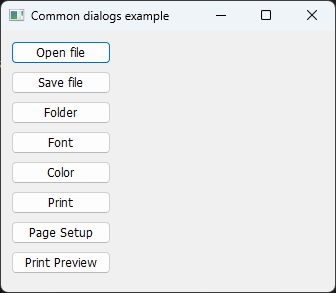 Common dialogs example
Open file
Save file
Folder
Font
Color
Print
Page Setup
Print Preview